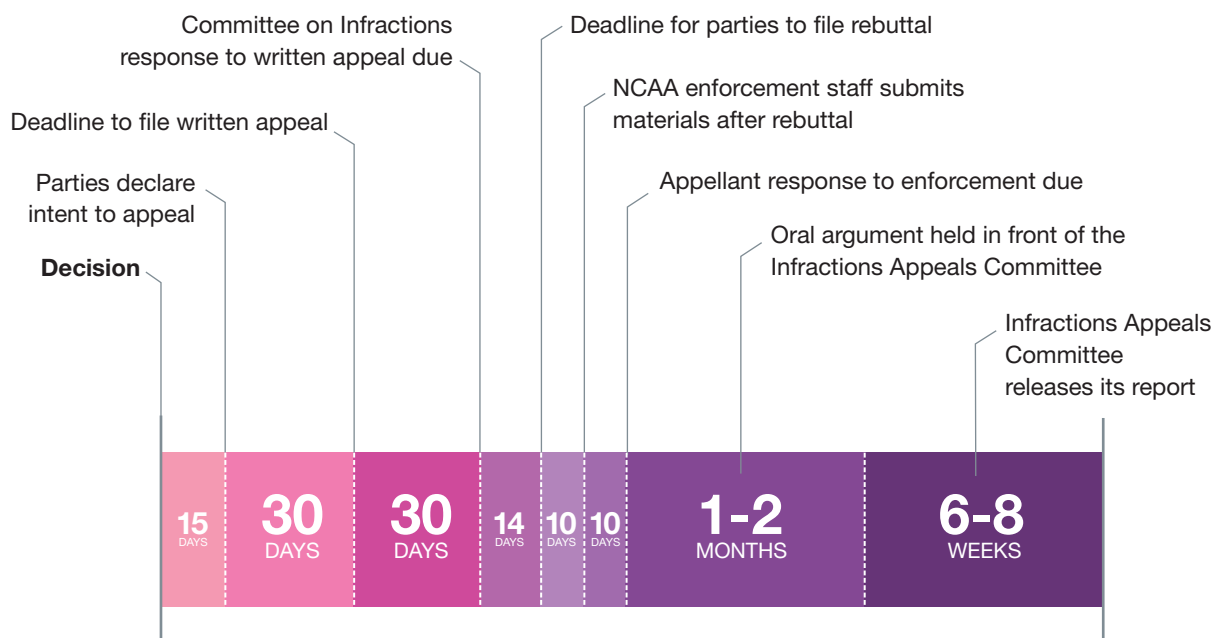 Committee on Infractions
response to written appeal due
Deadline for parties to file rebuttal
NCAA enforcement staff submits
materials after rebuttal
Deadline to file written appeal
Parties declare
intent to appeal
Appellant response to enforcement due
Decision
Oral argument held in front of the
Infractions Appeals Committee
Infractions Appeals
Committee
releases its report
15
DAYS
30
DAYS
30
DAYS
14
DAYS
10
DAYS
10
DAYS
1-2
MONTHS
6-8
WEEKS